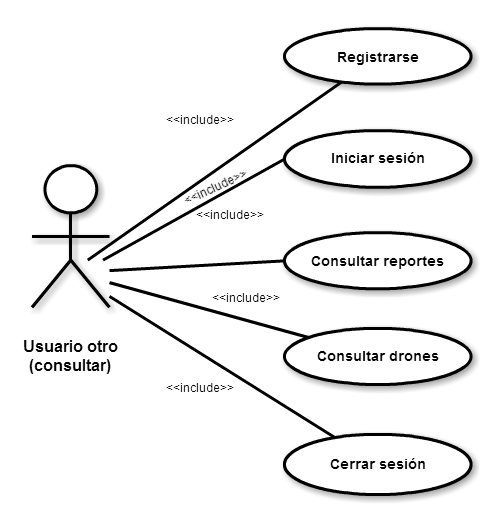 Registrarse
<<include>>
Iniciar sesión
<<include>>
<<include>>
Consultar reportes
<<include>>
Usuario otro
(consultar)
Consultar drones
<<include>>
Cerrar sesión